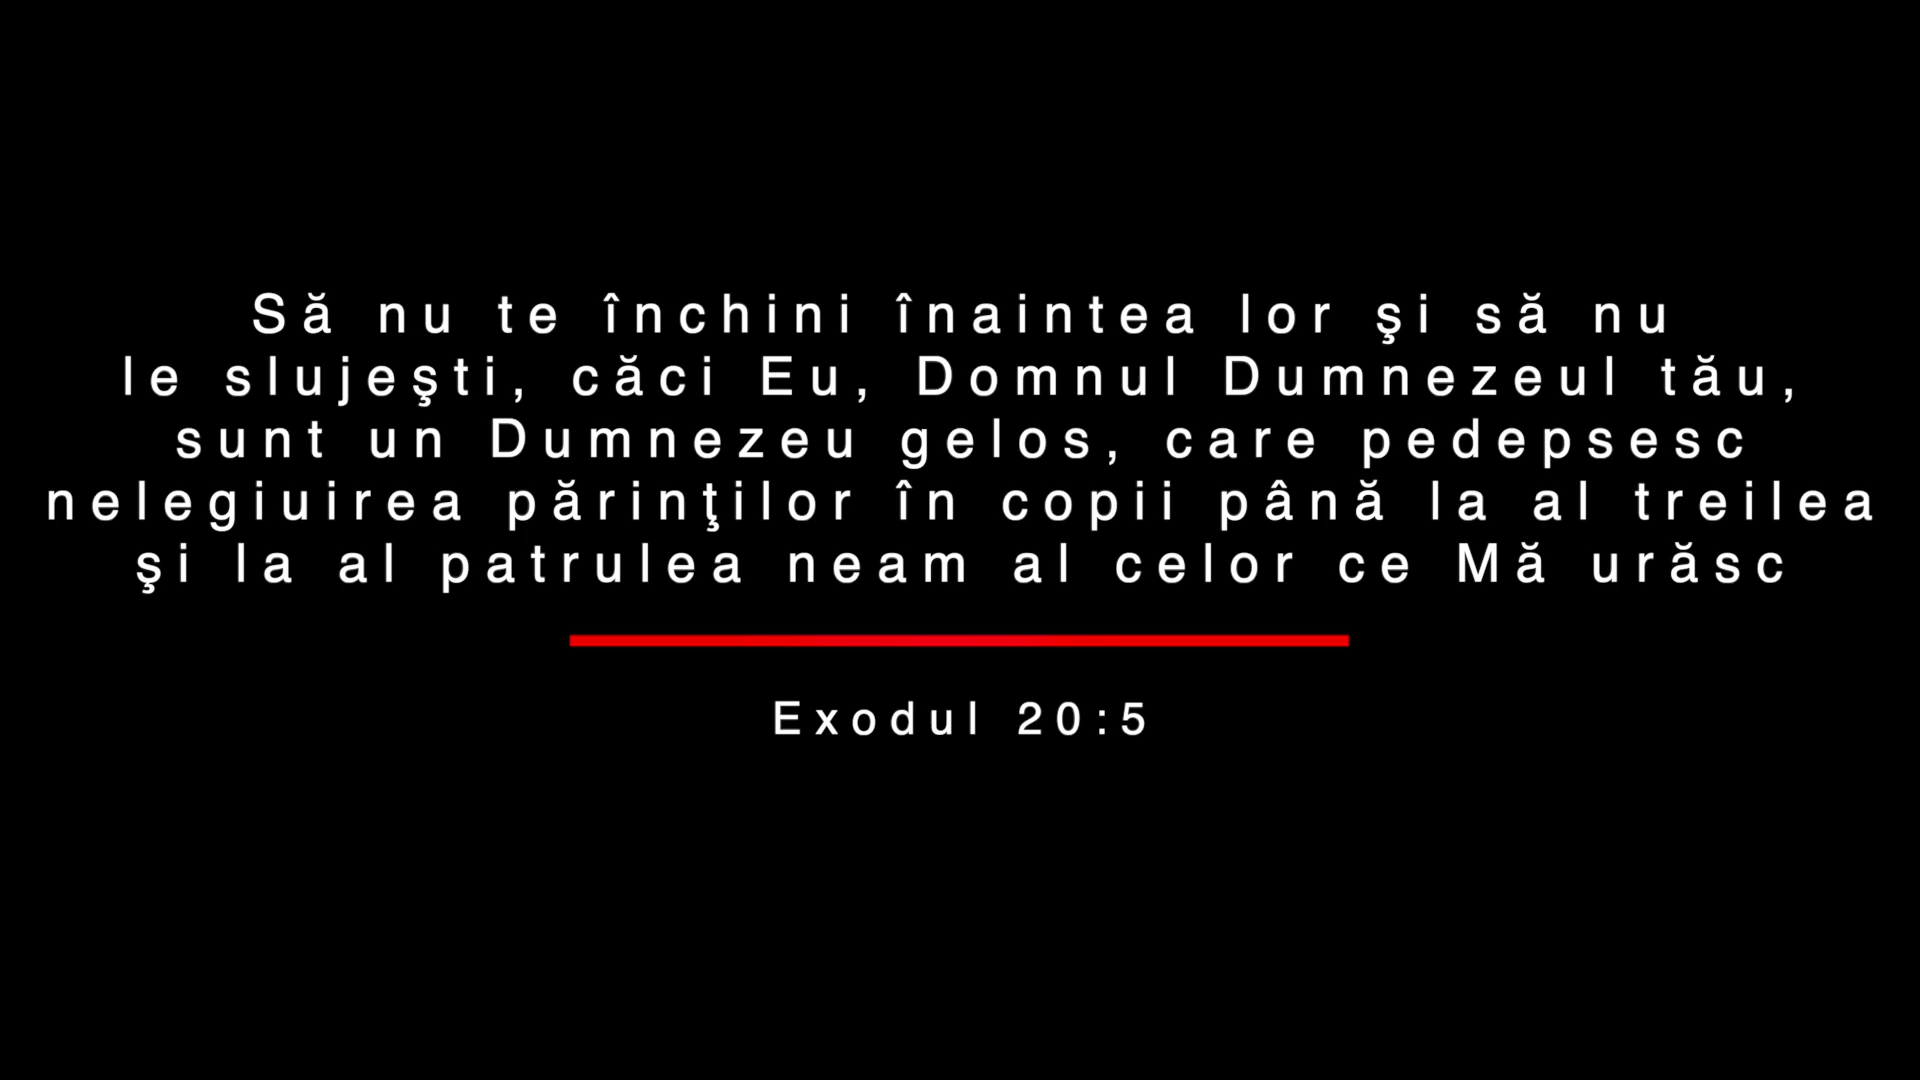 Să nu te închini înaintea lor şi să nu
le slujeşti, căci Eu, Domnul Dumnezeul tău,
sunt un Dumnezeu gelos, care pedepsesc
nelegiuirea părinţilor în copii până la al treilea
şi la al patrulea neam al celor ce Mă urăsc
Exodul 20:5